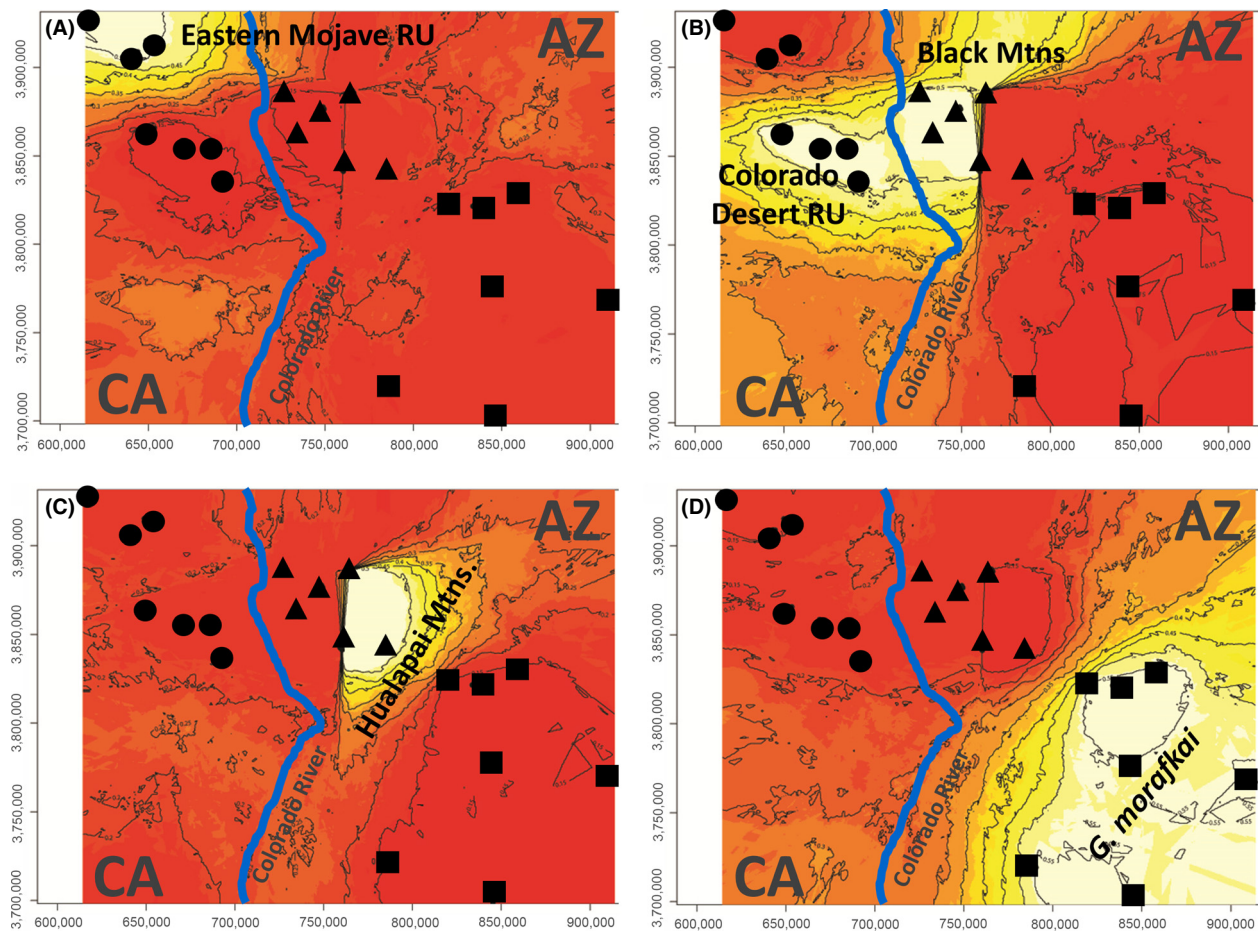 (A)
Eastern Mojave RU
AZ
CA
Colorado River
3,900,000
3,850,000
3,800,000
3,750,000
3,700,000
600,000 650,000 700,000 750,000 800,000 850,000 900,000
(B)
Black Mtns
AZ
Colorado
Desert RU
CA
Colorado River
3,900,000
3,850,000
3,800,000
3,750,000
3,700,000
600,000 650,000 700,000 750,000 800,000 850,000 900,000
(C)
AZ
Hualapai Mtns.
CA
Colorado River
3,900,000
3,850,000
3,800,000
3,750,000
3,700,000
600,000 650,000 700,000 750,000 800,000 850,000 900,000
(D)
AZ
G. morafkai
CA
Colorado River
3,900,000
3,850,000
3,800,000
3,750,000
3,700,000
600,000 650,000 700,000 750,000 800,000 850,000 900,000